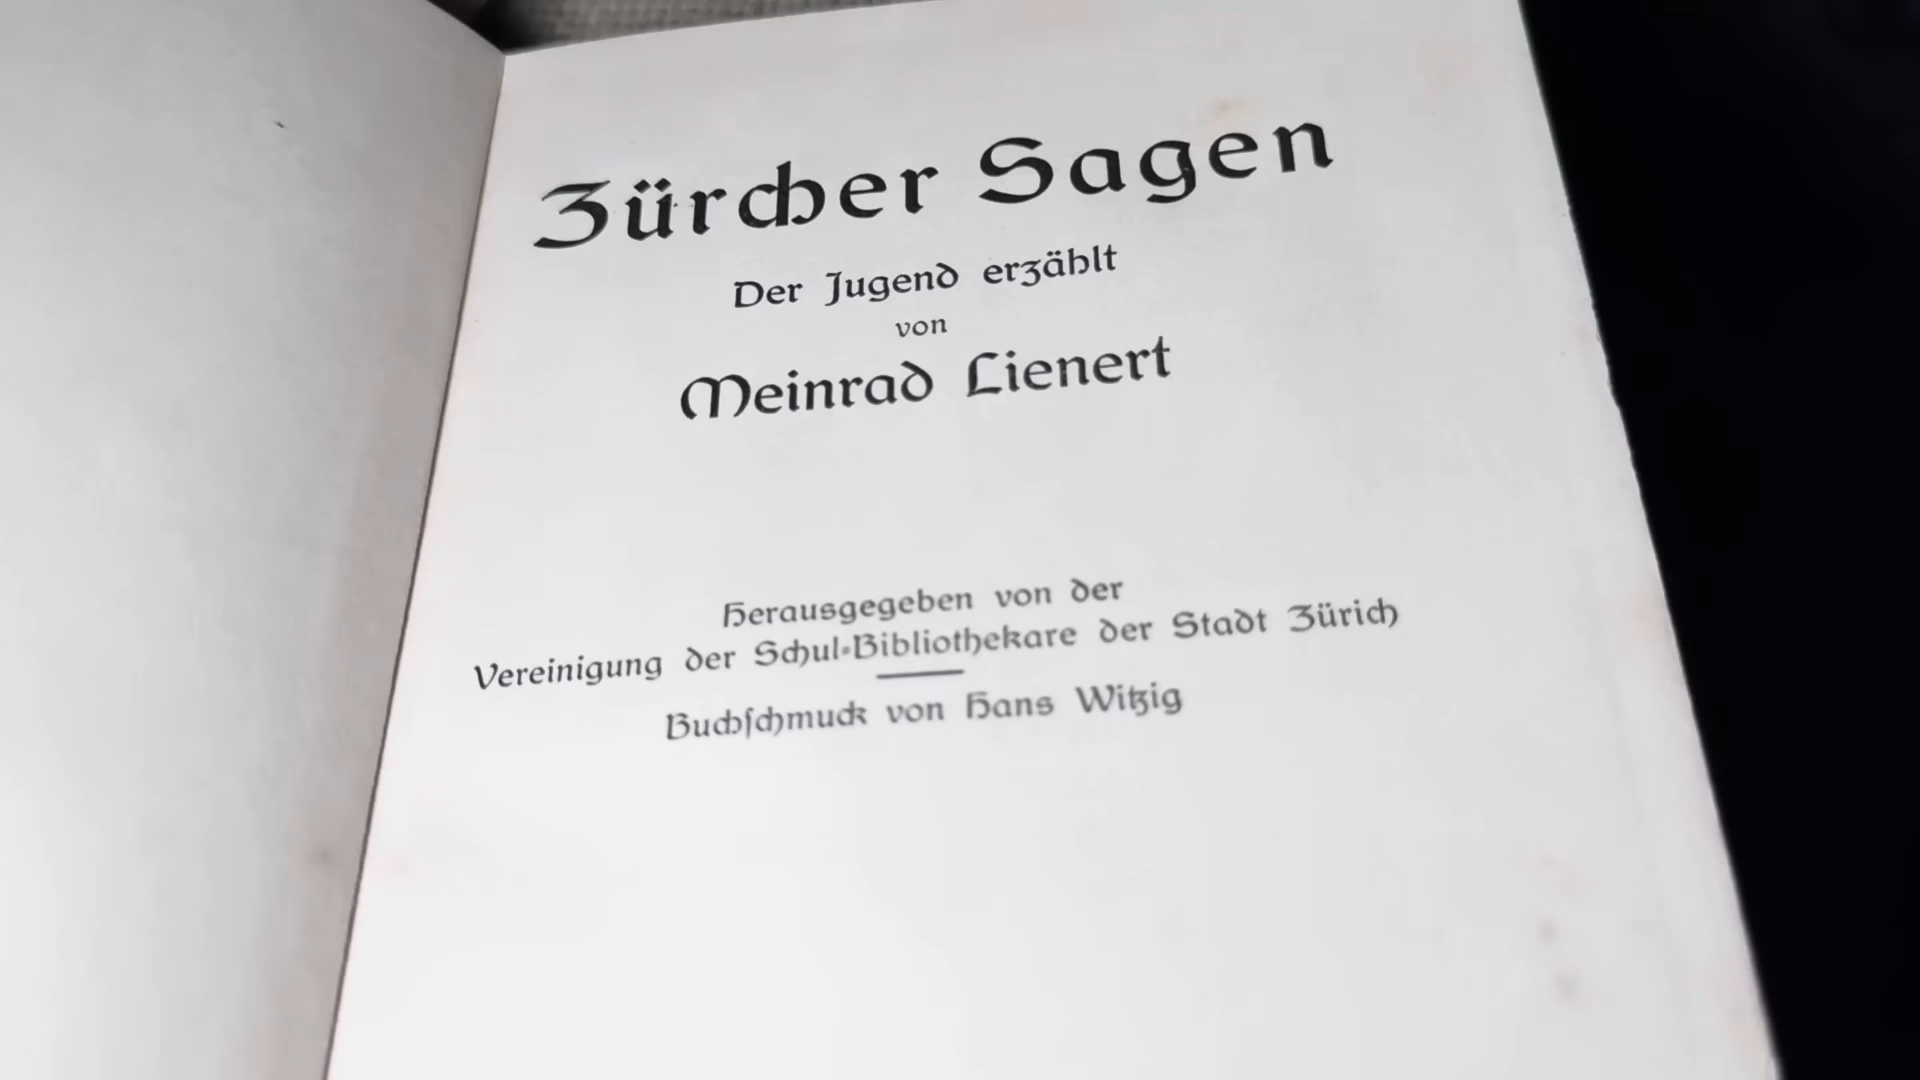 Zürcher Sagen
Der Jugend erzählt
von
Meinrad Lienert
Herausgegeben von der
Vereinigung der Schul-Bibliothekare der Stadt Zürich
Buchſchmuck von Hans Witzig